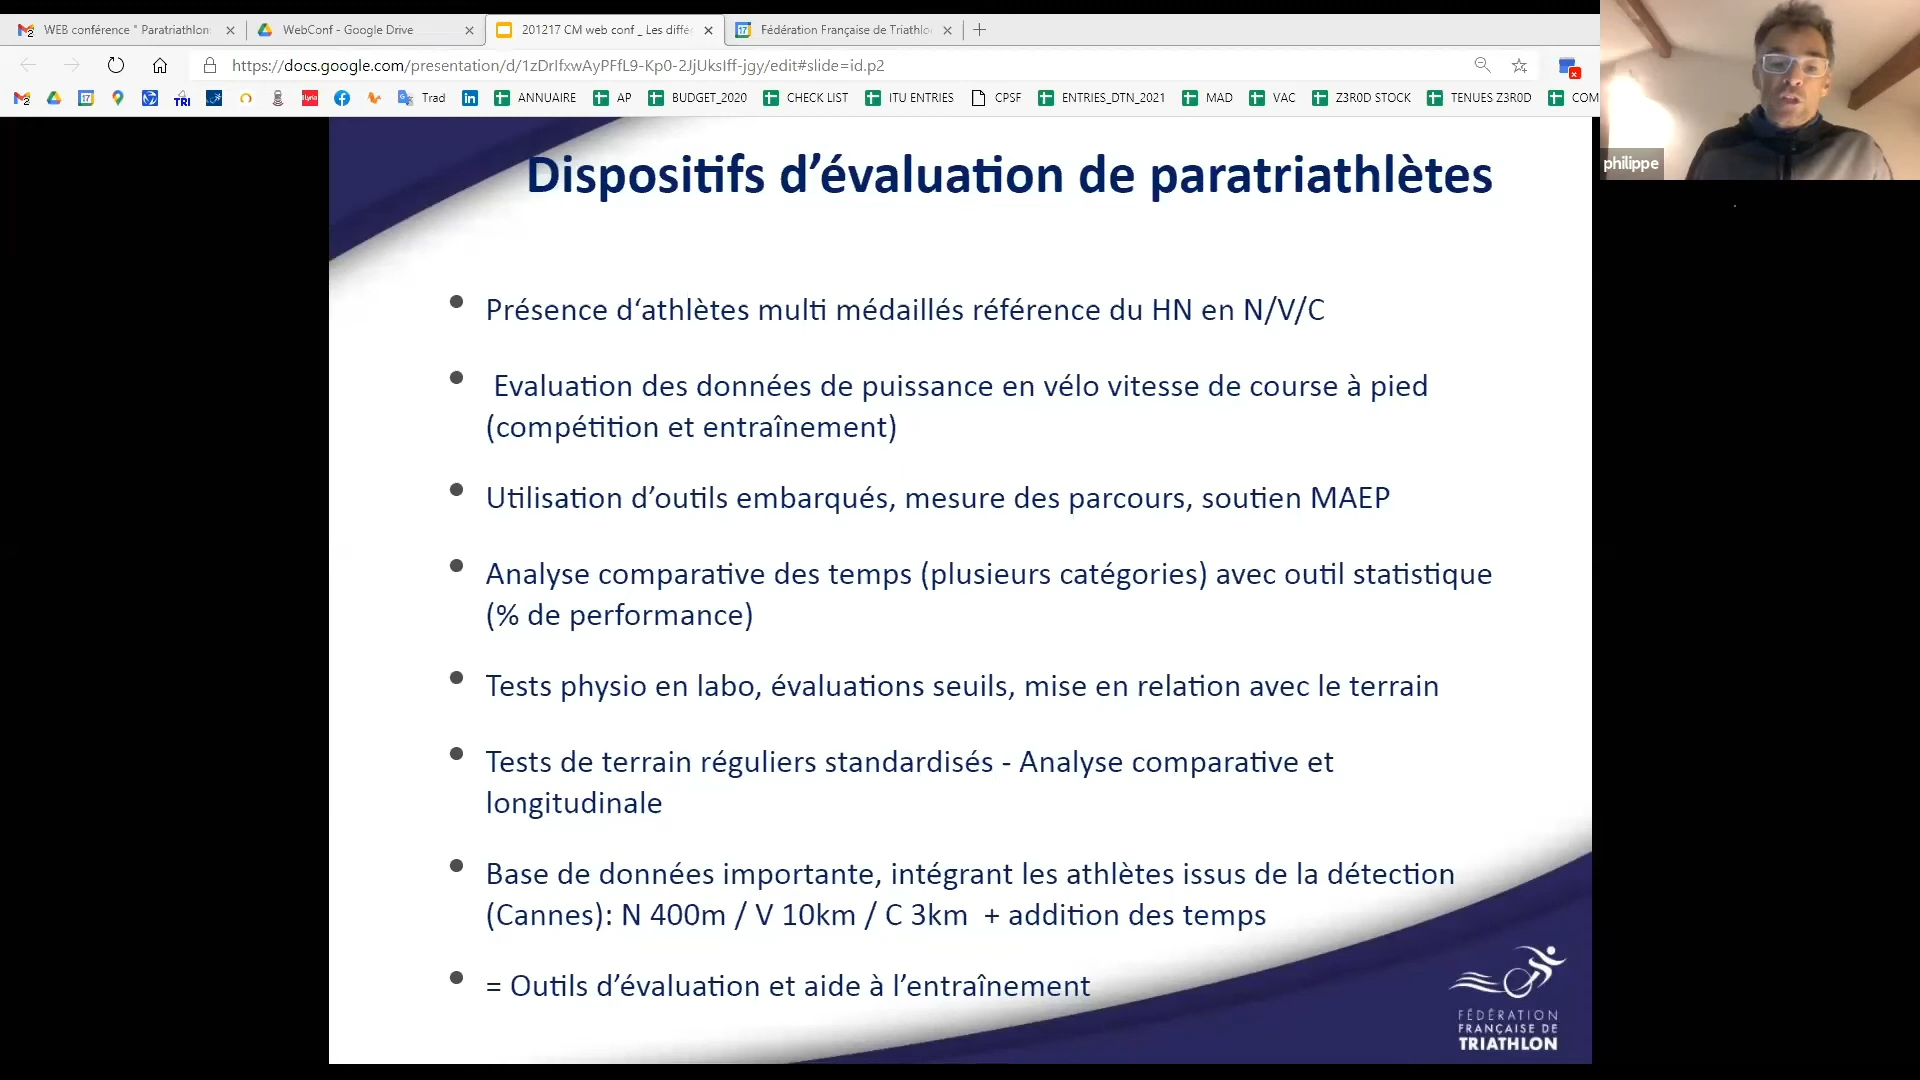 WEB conférence " Paratriathlon
WebConf - Google Drive
201217 CM web conf _ Les diffé
Fédération Française de Triathlo
https://docs.google.com/presentation/d/1zDrIfxwAyPFfL9-Kp0-2JjUksIff-jgy/edit#slide=id.p2
TRI
Trad
ANNUAIRE
AP
BUDGET_2020
CHECK LIST
ITU ENTRIES
CPSF
ENTRIES_DTN_2021
MAD
VAC
Z3R0D STOCK
TENUES Z3R0D
COM
philippe
Dispositifs d’évaluation de paratriathlètes
• Présence d‘athlètes multi médaillés référence du HN en N/V/C
• Evaluation des données de puissance en vélo vitesse de course à pied
(compétition et entraînement)
• Utilisation d’outils embarqués, mesure des parcours, soutien MAEP
• Analyse comparative des temps (plusieurs catégories) avec outil statistique
(% de performance)
• Tests physio en labo, évaluations seuils, mise en relation avec le terrain
• Tests de terrain réguliers standardisés - Analyse comparative et
longitudinale
• Base de données importante, intégrant les athlètes issus de la détection
(Cannes): N 400m / V 10km / C 3km + addition des temps
• = Outils d’évaluation et aide à l’entraînement
FÉDÉRATION
FRANÇAISE DE
TRIATHLON